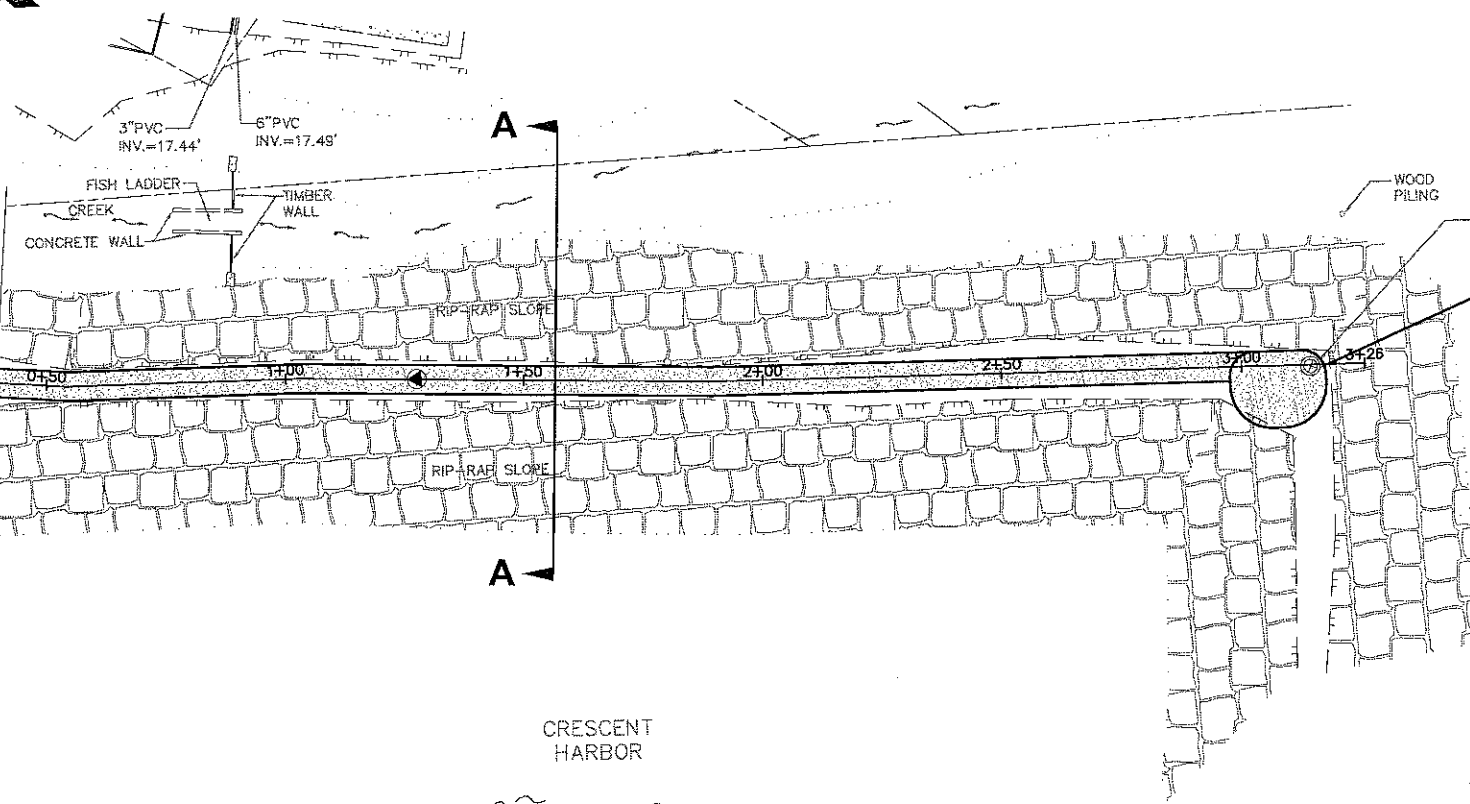 3"PVC
INV.=17.44'
6"PVC
INV.=17.49'
A
FISH LADDER
TIMBER
WALL
CREEK
CONCRETE WALL
WOOD
PILING
RIP-RAP SLOPE
0+50
1+00
1+50
2+00
2+50
3+00
3+26
RIP-RAP SLOPE
A
CRESCENT
HARBOR